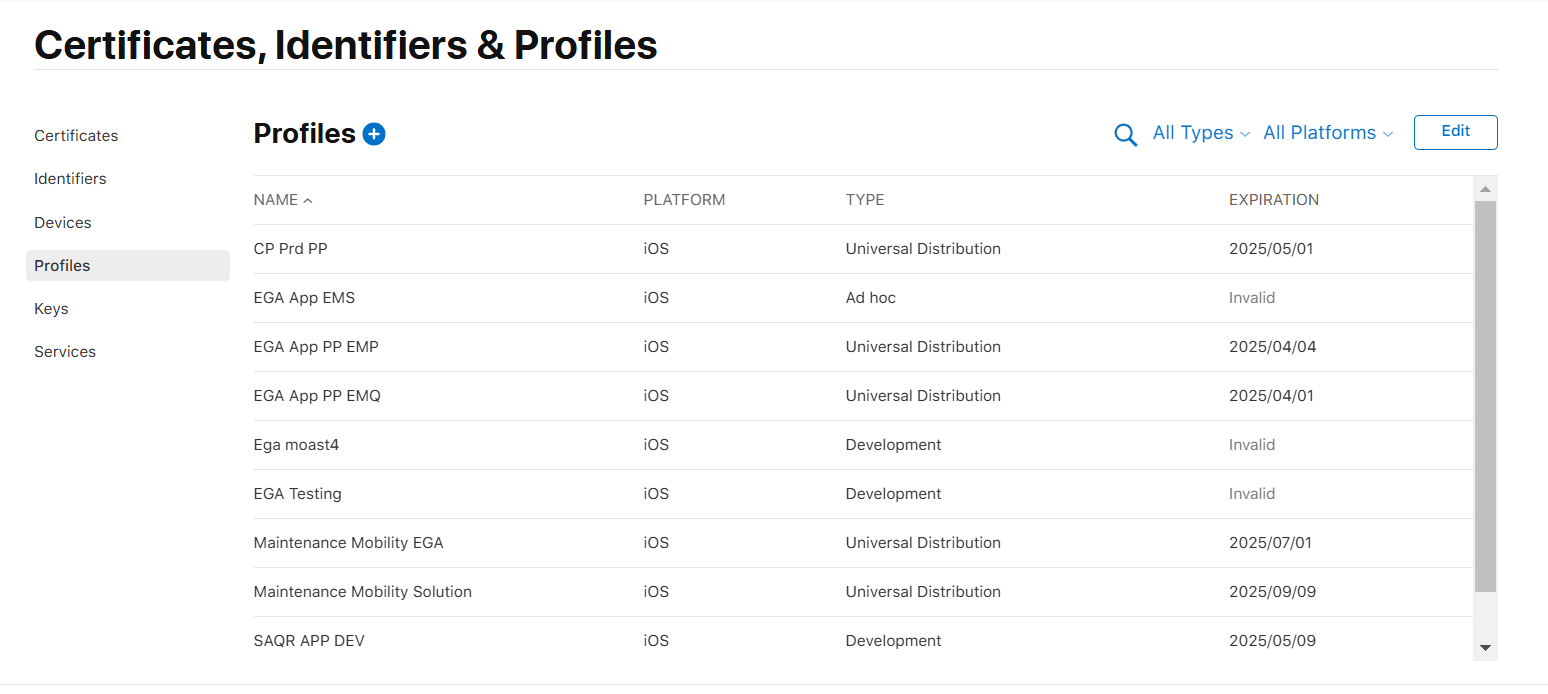 Certificates, Identifiers & Profiles
Certificates
Identifiers
Devices
Profiles
Keys
Services
Profiles
All Types
All Platforms
Edit
NAME PLATFORM TYPE EXPIRATION
CP Prd PP iOS Universal Distribution 2025/05/01
EGA App EMS iOS Ad hoc Invalid
EGA App PP EMP iOS Universal Distribution 2025/04/04
EGA App PP EMQ iOS Universal Distribution 2025/04/01
Ega moast4 iOS Development Invalid
EGA Testing iOS Development Invalid
Maintenance Mobility EGA iOS Universal Distribution 2025/07/01
Maintenance Mobility Solution iOS Universal Distribution 2025/09/09
SAQR APP DEV iOS Development 2025/05/09